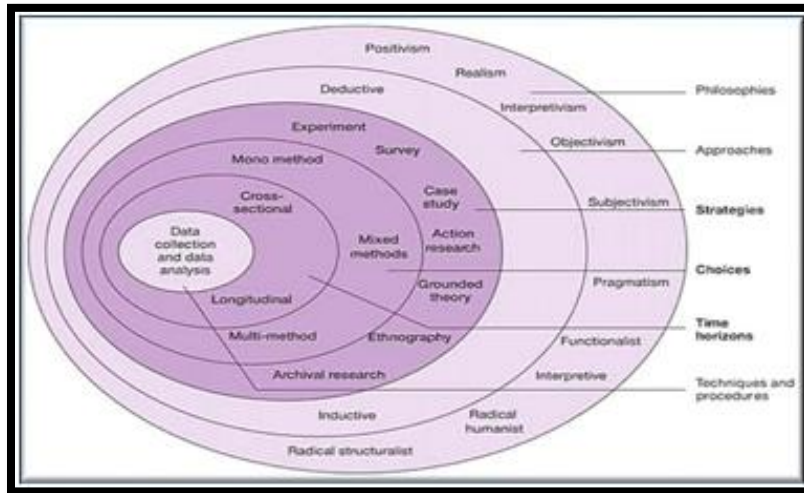 Positivism
Realism
Philosophies
Deductive
Interpretivism
Experiment
Objectivism
Approaches
Mono method
Survey
Cross-
sectional
Case
study
Subjectivism
Strategies
Data
collection
and data
analysis
Mixed
methods
Action
research
Choices
Grounded
theory
Pragmatism
Longitudinal
Multi-method
Ethnography
Functionalist
Time
horizons
Archival research
Interpretive
Techniques and
procedures
Inductive
Radical
humanist
Radical structuralist